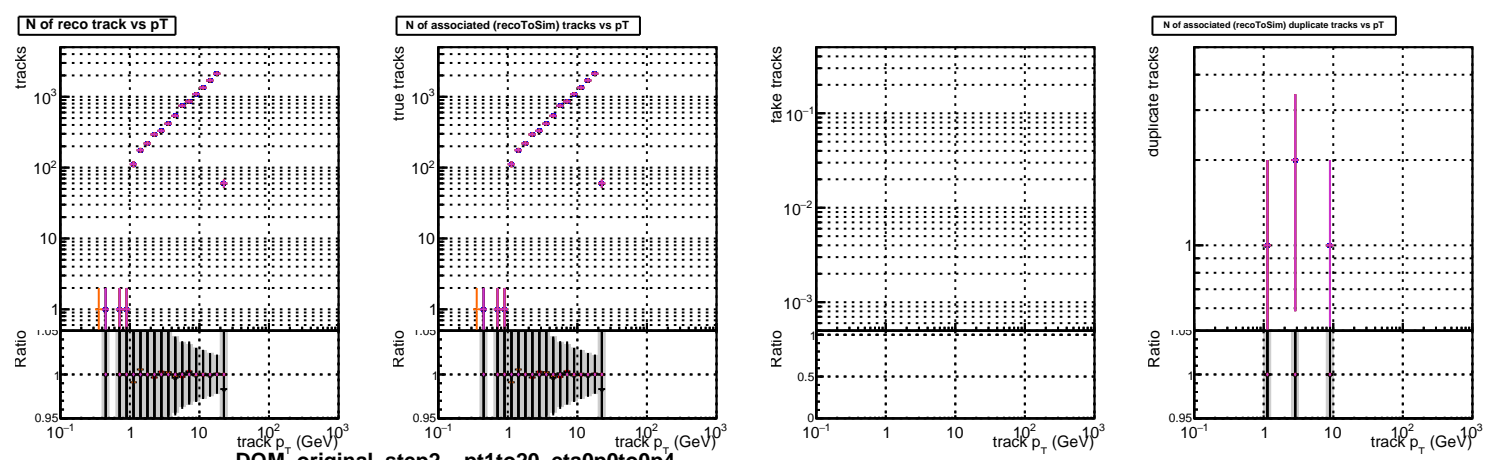 N of reco track vs pT
N of associated (recoToSim) tracks vs pT
N of associated (recoToSim) duplicate tracks vs pT
tracks
10³
10²
10
1
Ratio
1.05
1
0.95
10⁻¹ 1 10 10² 10³
track p_T (GeV)
true tracks
10³
10²
10
1
Ratio
1.05
1
0.95
10⁻¹ 1 10 10² 10³
track p_T (GeV)
fake tracks
10⁻¹
10⁻²
10⁻³
Ratio
1
0.5
0
10⁻¹ 1 10 10² 10³
track p_T (GeV)
duplicate tracks
1
Ratio
1.05
1
0.95
10⁻¹ 1 10 10² 10³
track p_T (GeV)